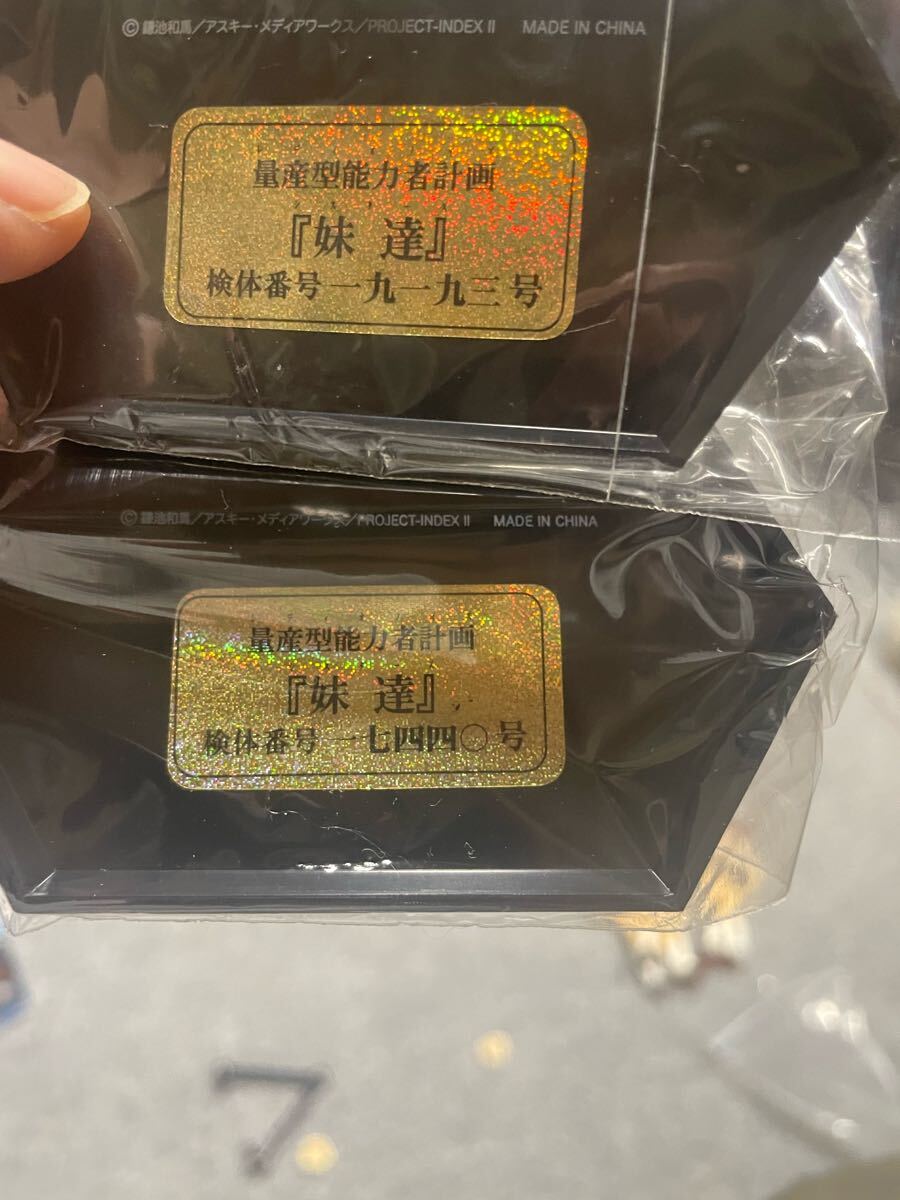 ©鎌池和馬／アスキー・メディアワークス／PROJECT-INDEX II MADE IN CHINA
量産型能力者計画
『妹達』
検体番号一九一九三号
©鎌池和馬／アスキー・メディアワークス／PROJECT-INDEX II MADE IN CHINA
量産型能力者計画
『妹達』
検体番号一七四四〇号